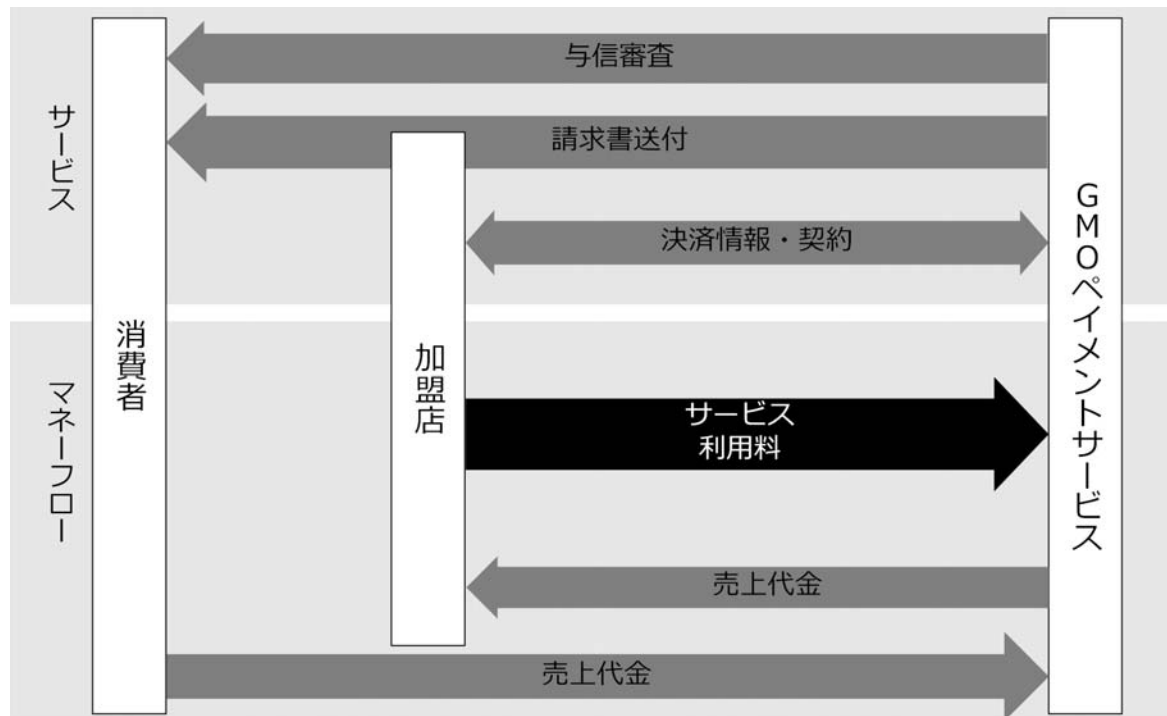 サービス
与信審査
請求書送付
決済情報・契約
消費者
加盟店
GMOペイメントサービス
マネーフロー
サービス
利用料
売上代金
売上代金